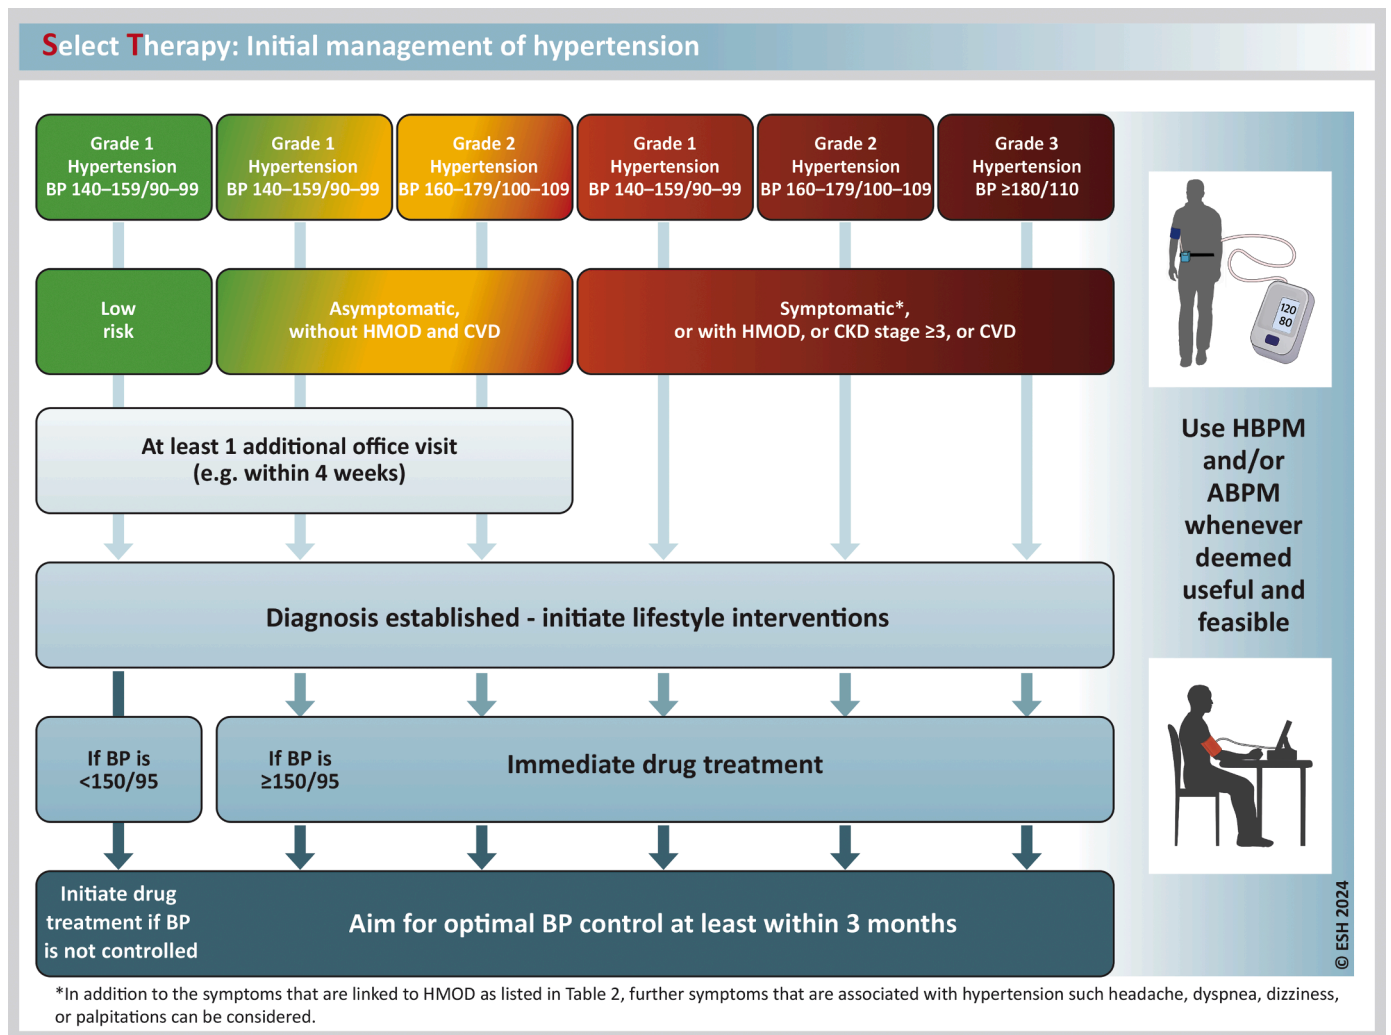 Select Therapy: Initial management of hypertension
Grade 1
Hypertension
BP 140–159/90–99
Grade 1
Hypertension
BP 140–159/90–99
Grade 2
Hypertension
BP 160–179/100–109
Grade 1
Hypertension
BP 140–159/90–99
Grade 2
Hypertension
BP 160–179/100–109
Grade 3
Hypertension
BP ≥180/110
Low
risk
Asymptomatic,
without HMOD and CVD
Symptomatic*,
or with HMOD, or CKD stage ≥3, or CVD
At least 1 additional office visit
(e.g. within 4 weeks)
Diagnosis established - initiate lifestyle interventions
If BP is
<150/95
If BP is
≥150/95
Immediate drug treatment
Initiate drug
treatment if BP
is not controlled
Aim for optimal BP control at least within 3 months
120
80
Use HBPM
and/or
ABPM
whenever
deemed
useful and
feasible
© ESH 2024
*In addition to the symptoms that are linked to HMOD as listed in Table 2, further symptoms that are associated with hypertension such headache, dyspnea, dizziness,
or palpitations can be considered.